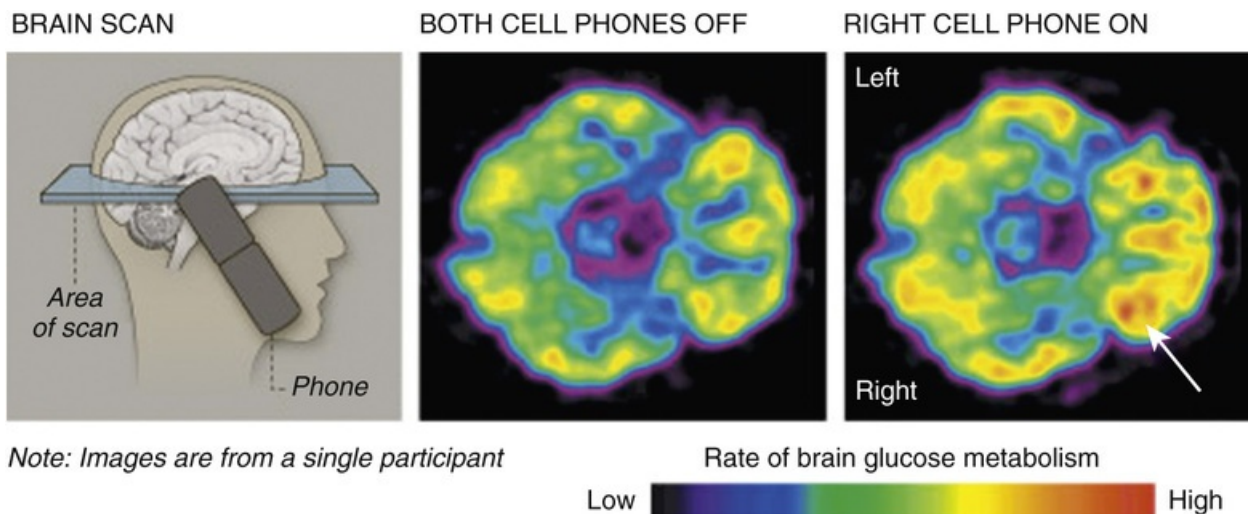 BRAIN SCAN
BOTH CELL PHONES OFF
RIGHT CELL PHONE ON
Area
of scan
Phone
Left
Right
Note: Images are from a single participant
Rate of brain glucose metabolism
Low
High